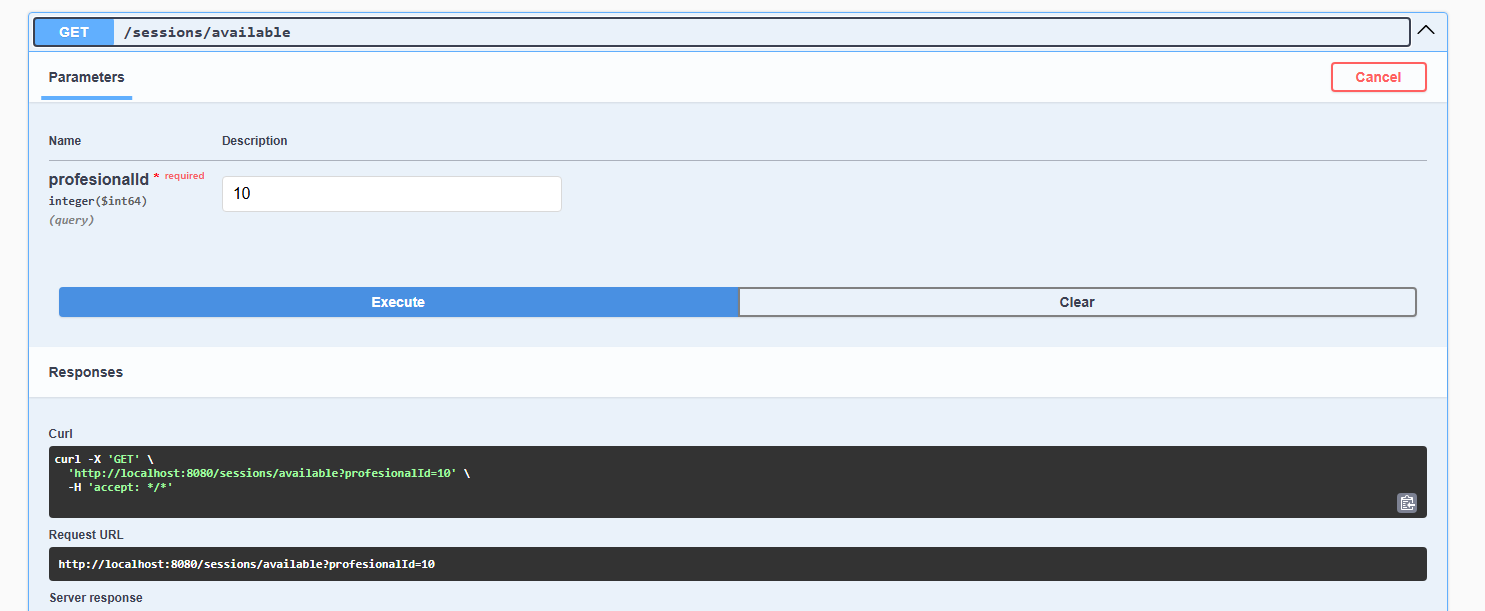 GET /sessions/available
Parameters
Cancel
Name Description
profesionalId * required
integer($int64)
(query)
10
Execute
Clear
Responses
Curl
curl -X 'GET' \
'http://localhost:8080/sessions/available?profesionalId=10' \
-H 'accept: */*'
Request URL
http://localhost:8080/sessions/available?profesionalId=10
Server response